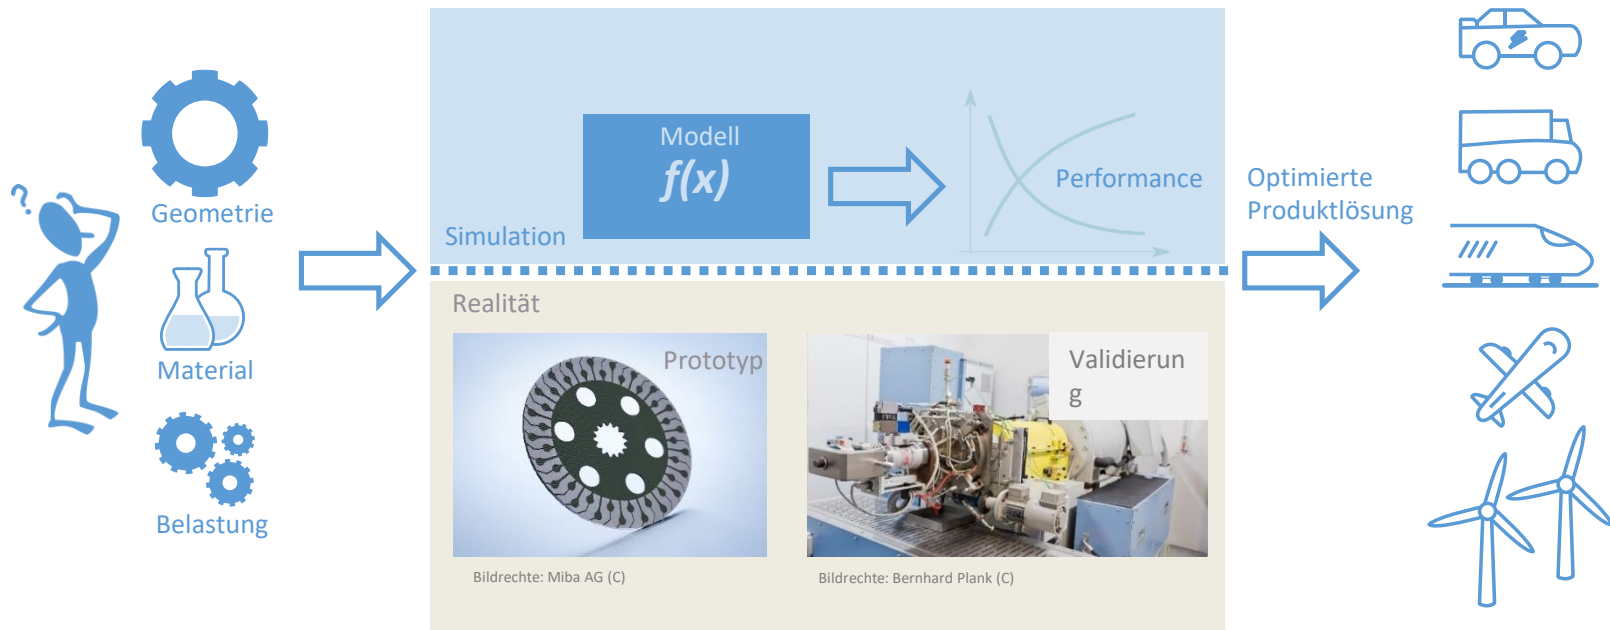 ?
Geometrie
Material
Belastung
Simulation
Modell
f(x)
Performance
Realität
Prototyp
Validierun
g
Bildrechte: Miba AG (C)
Bildrechte: Bernhard Plank (C)
Optimierte
Produktlösung